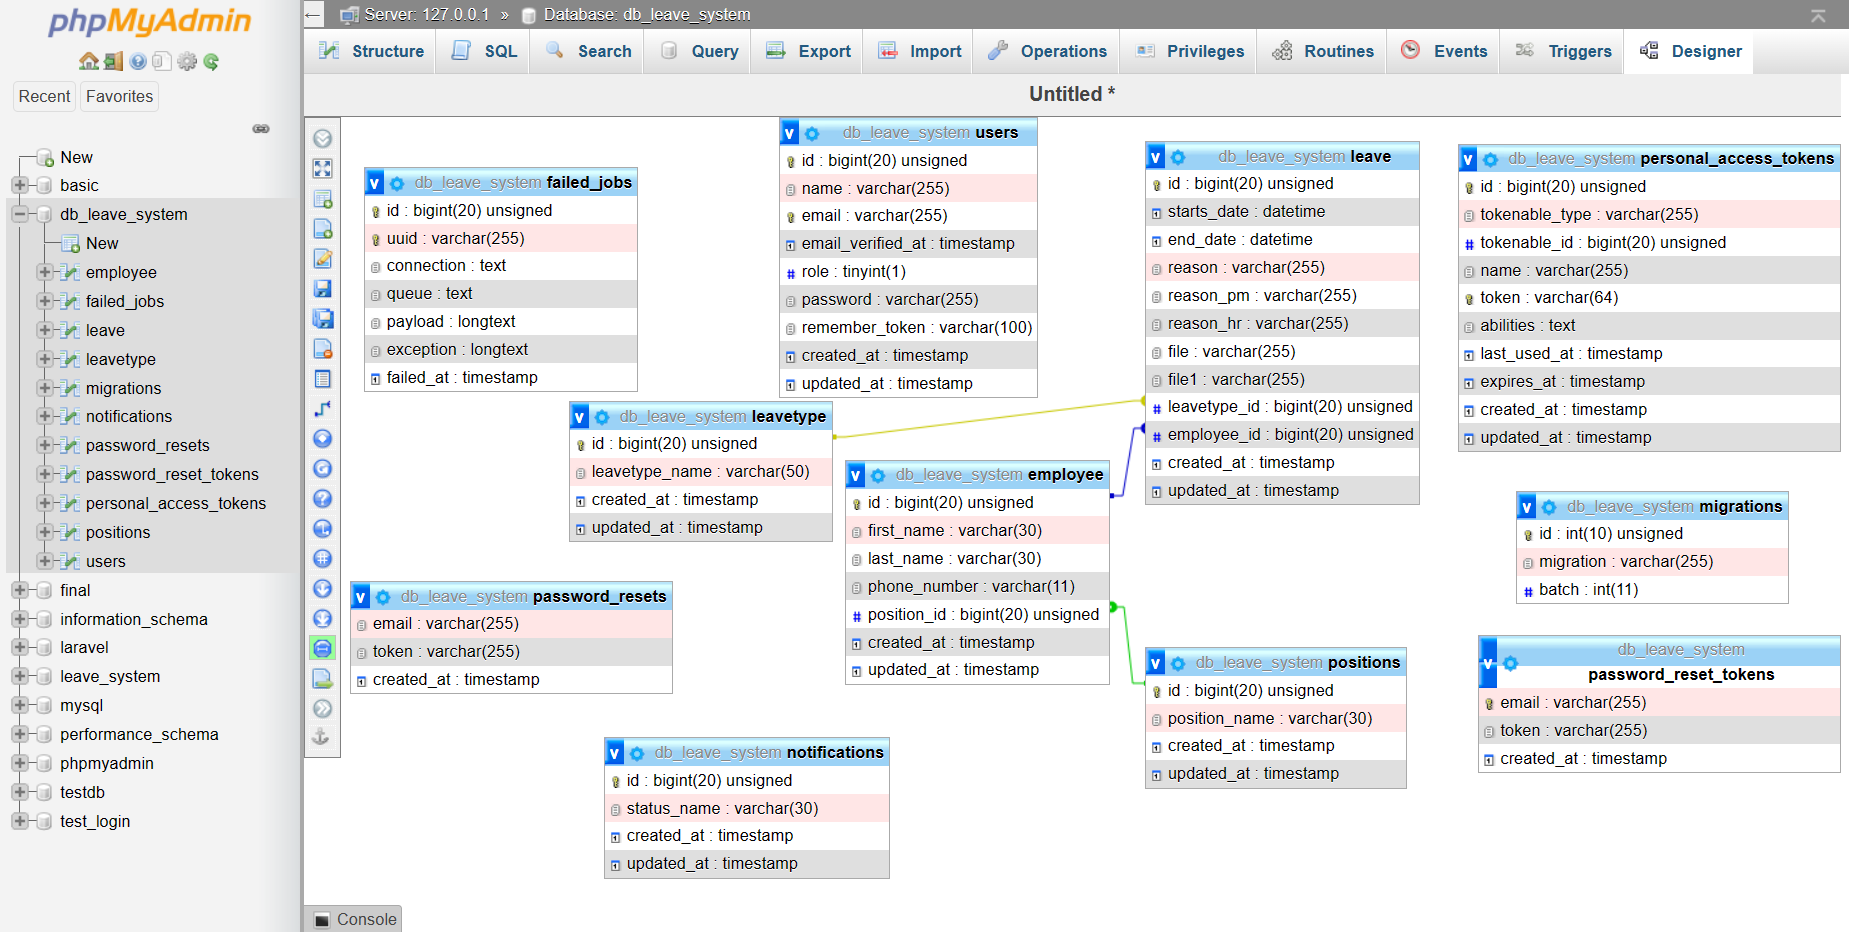 phpMyAdmin
Recent Favorites
New
basic
db_leave_system
New
employee
failed_jobs
leave
leavetype
migrations
notifications
password_resets
password_reset_tokens
personal_access_tokens
positions
users
final
information_schema
laravel
leave_system
mysql
performance_schema
phpmyadmin
testdb
test_login
Server: 127.0.0.1 » Database: db_leave_system
Structure SQL Search Query Export Import Operations Privileges Routines Events Triggers Designer
Untitled *
v db_leave_system failed_jobs
id : bigint(20) unsigned
uuid : varchar(255)
connection : text
queue : text
payload : longtext
exception : longtext
failed_at : timestamp
v db_leave_system users
id : bigint(20) unsigned
name : varchar(255)
email : varchar(255)
email_verified_at : timestamp
# role : tinyint(1)
password : varchar(255)
remember_token : varchar(100)
created_at : timestamp
updated_at : timestamp
v db_leave_system leave
id : bigint(20) unsigned
starts_date : datetime
end_date : datetime
reason : varchar(255)
reason_pm : varchar(255)
reason_hr : varchar(255)
file : varchar(255)
file1 : varchar(255)
# leavetype_id : bigint(20) unsigned
# employee_id : bigint(20) unsigned
created_at : timestamp
updated_at : timestamp
v db_leave_system personal_access_tokens
id : bigint(20) unsigned
tokenable_type : varchar(255)
# tokenable_id : bigint(20) unsigned
name : varchar(255)
token : varchar(64)
abilities : text
last_used_at : timestamp
expires_at : timestamp
created_at : timestamp
updated_at : timestamp
v db_leave_system leavetype
id : bigint(20) unsigned
leavetype_name : varchar(50)
created_at : timestamp
updated_at : timestamp
v db_leave_system employee
id : bigint(20) unsigned
first_name : varchar(30)
last_name : varchar(30)
phone_number : varchar(11)
# position_id : bigint(20) unsigned
created_at : timestamp
updated_at : timestamp
v db_leave_system migrations
id : int(10) unsigned
migration : varchar(255)
# batch : int(11)
v db_leave_system password_resets
email : varchar(255)
token : varchar(255)
created_at : timestamp
v db_leave_system positions
id : bigint(20) unsigned
position_name : varchar(30)
created_at : timestamp
updated_at : timestamp
v db_leave_system
password_reset_tokens
email : varchar(255)
token : varchar(255)
created_at : timestamp
v db_leave_system notifications
id : bigint(20) unsigned
status_name : varchar(30)
created_at : timestamp
updated_at : timestamp
Console